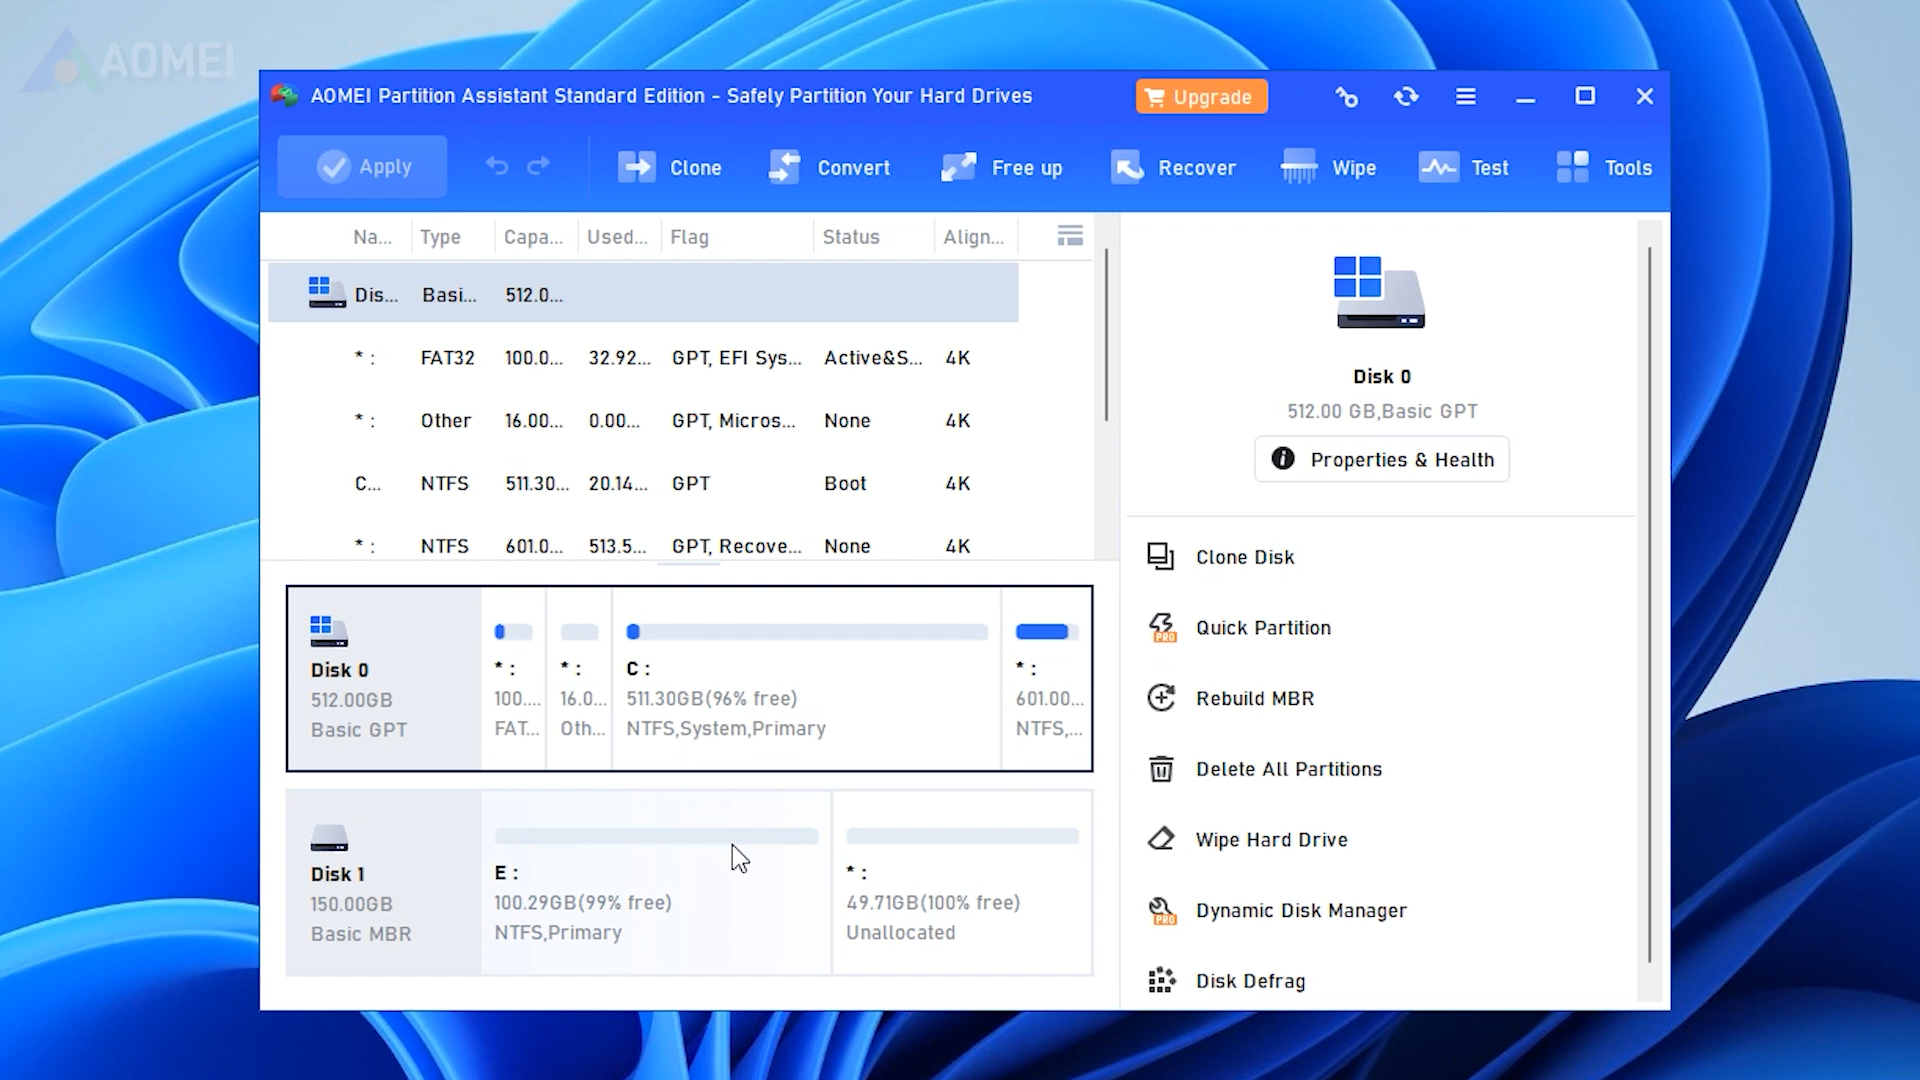 AOMEI
AOMEI Partition Assistant Standard Edition - Safely Partition Your Hard Drives
Upgrade
Apply
Clone
Convert
Free up
Recover
Wipe
Test
Tools
Na... Type Capa... Used... Flag Status Align...
Dis... Basi... 512.0...
* : FAT32 100.0... 32.92... GPT, EFI Sys... Active&S... 4K
* : Other 16.00... 0.00... GPT, Micros... None 4K
C... NTFS 511.30... 20.14... GPT Boot 4K
* : NTFS 601.0... 513.5... GPT, Recove... None 4K
Disk 0
512.00GB
Basic GPT
* :
100....
FAT...
* :
16.0...
Oth...
C :
511.30GB(96% free)
NTFS,System,Primary
* :
601.00...
NTFS,...
Disk 1
150.00GB
Basic MBR
E :
100.29GB(99% free)
NTFS,Primary
* :
49.71GB(100% free)
Unallocated
Disk 0
512.00 GB,Basic GPT
Properties & Health
Clone Disk
PRO
Quick Partition
Rebuild MBR
Delete All Partitions
Wipe Hard Drive
PRO
Dynamic Disk Manager
Disk Defrag